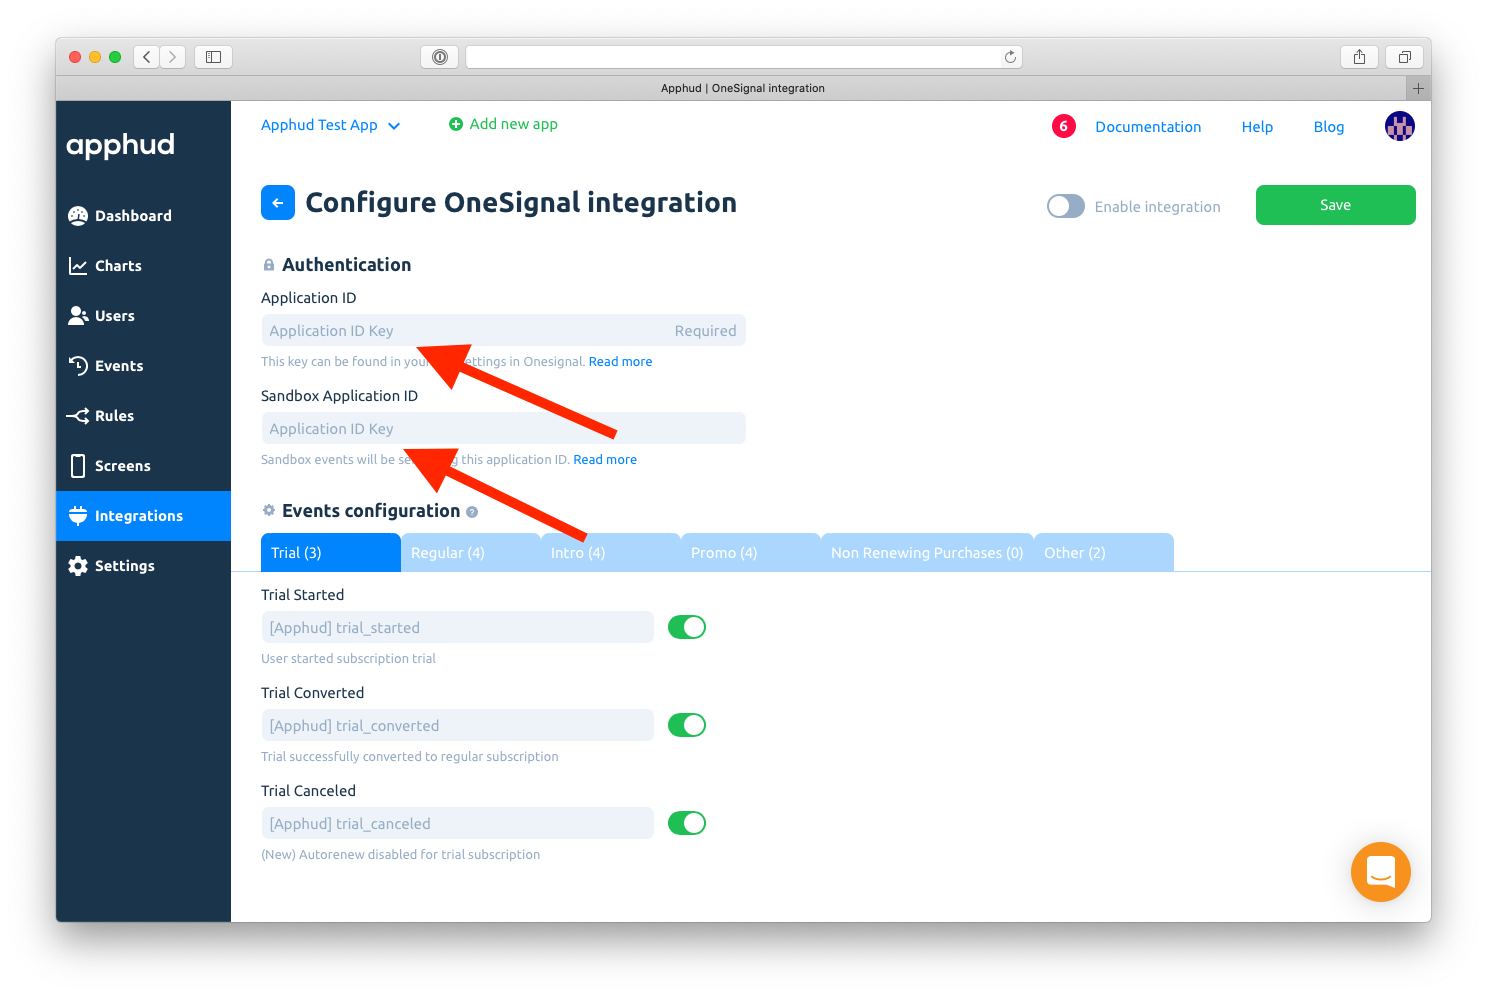 Apphud | OneSignal integration
apphud
Apphud Test App
Add new app
6
Documentation
Help
Blog
Dashboard
Charts
Users
Events
Rules
Screens
Integrations
Settings
Configure OneSignal integration
Enable integration
Save
Authentication
Application ID
Application ID Key
Required
This key can be found in your ettings in Onesignal. Read more
Sandbox Application ID
Application ID Key
Sandbox events will be se g this application ID. Read more
Events configuration ?
Trial (3)
Regular (4)
Intro (4)
Promo (4)
Non Renewing Purchases (0)
Other (2)
Trial Started
[Apphud] trial_started
User started subscription trial
Trial Converted
[Apphud] trial_converted
Trial successfully converted to regular subscription
Trial Canceled
[Apphud] trial_canceled
(New) Autorenew disabled for trial subscription